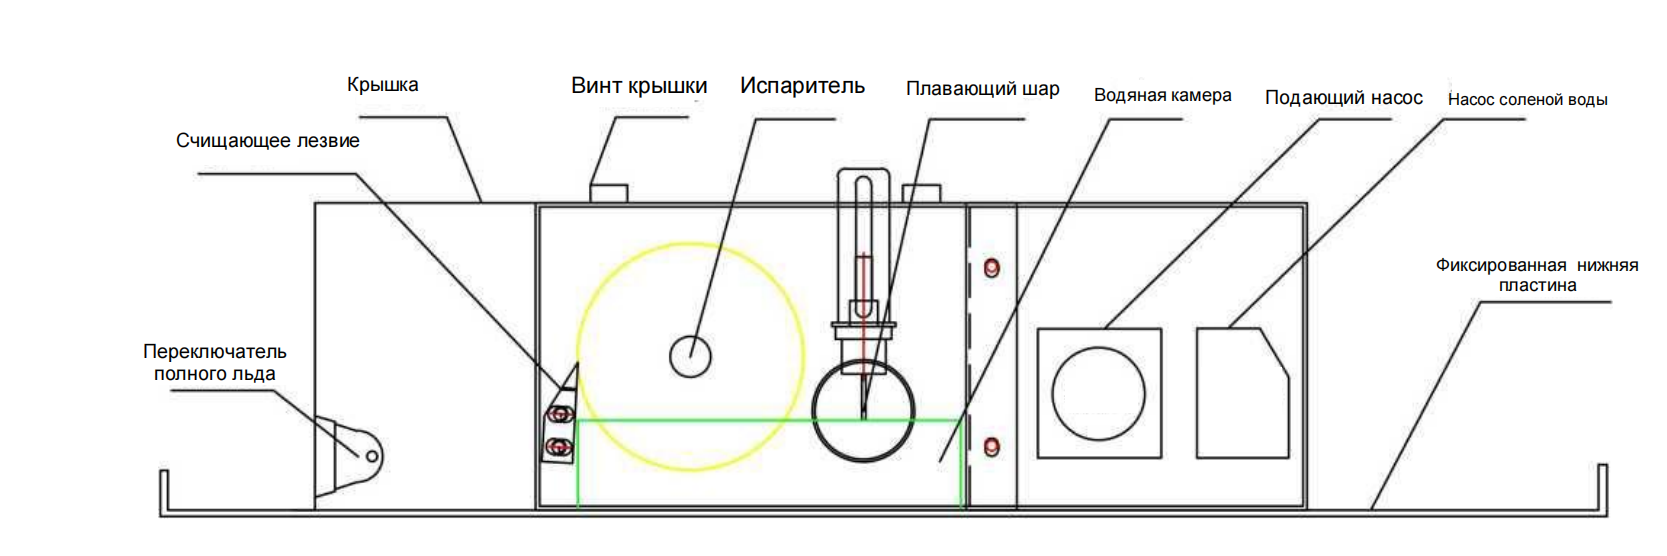 Крышка
Винт крышки
Испаритель
Плавающий шар
Водяная камера
Подающий насос
Насос соленой воды
Счищающее лезвие
Фиксированная нижняя
пластина
Переключатель
полного льда